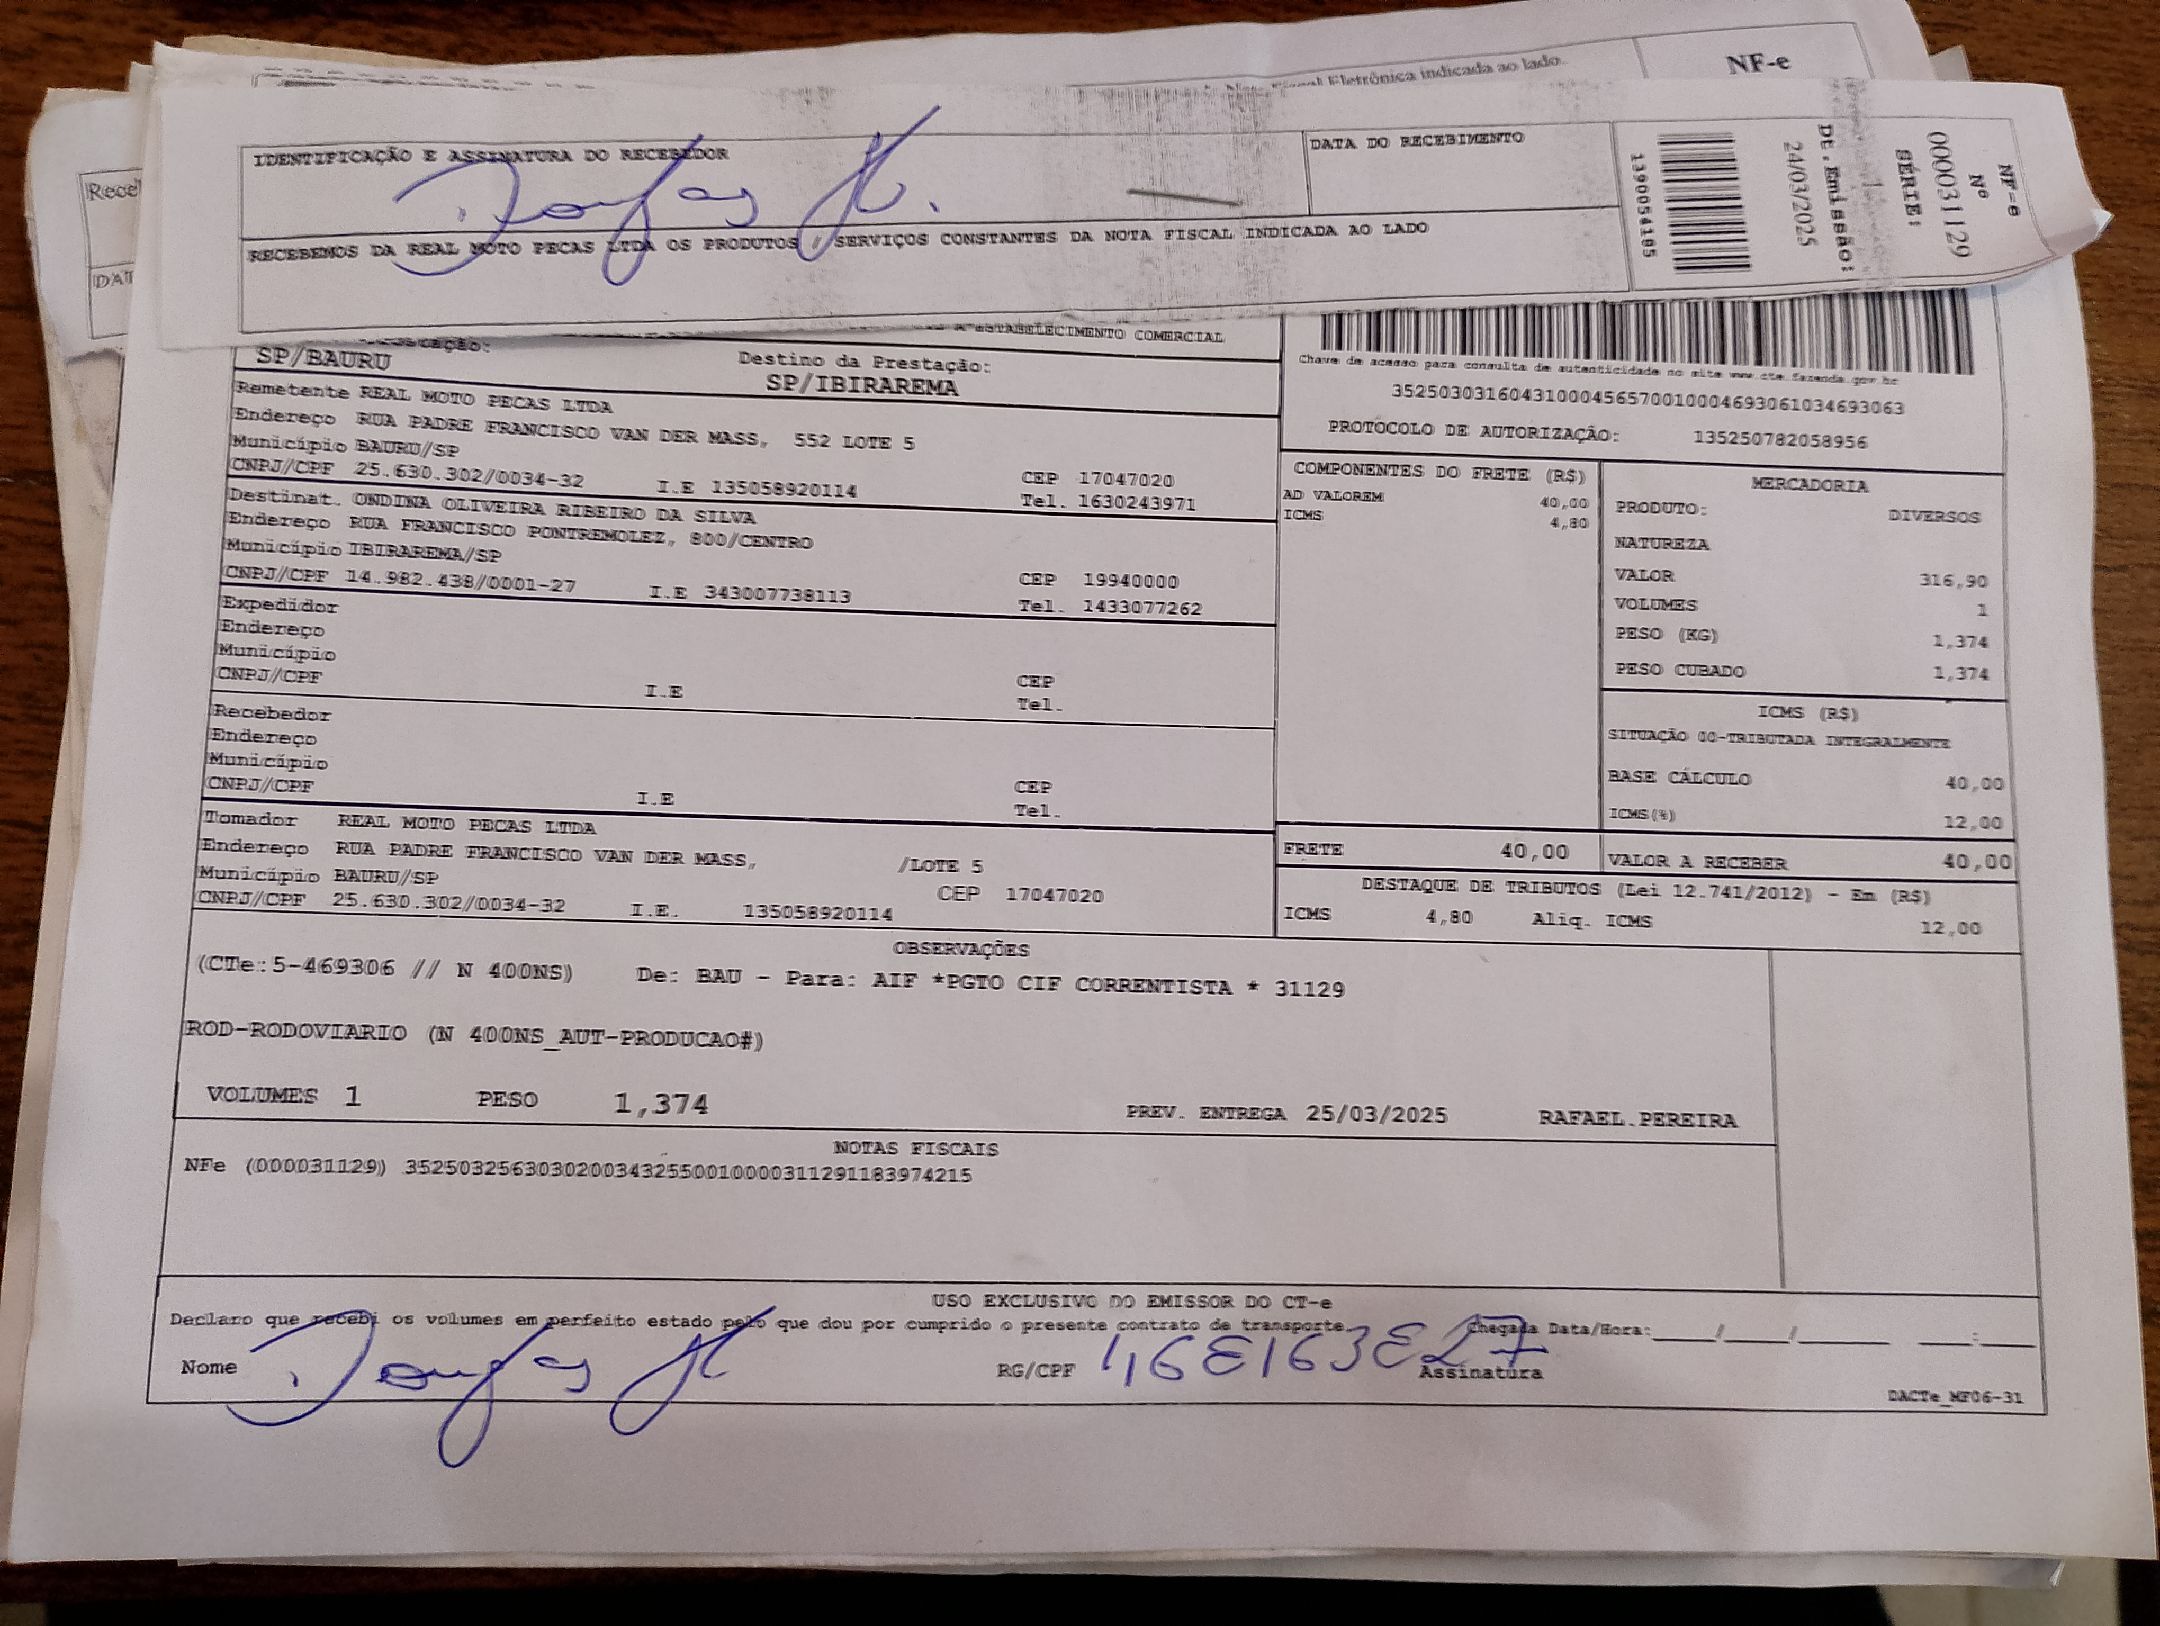 Eletrônica indicada ao lado.
NF-e
Rece
DAT
IDENTIFICAÇÃO E ASSINATURA DO RECEBEDOR
DATA DO RECEBIMENTO
RECEBEMOS DA REAL MOTO PECAS LTDA OS PRODUTOS / SERVIÇOS CONSTANTES DA NOTA FISCAL INDICADA AO LADO
NF-e
Nº
000031129
SÉRIE:
Dt.Emissão:
24/03/2025
1190054185
ESTABELECIMENTO COMERCIAL
SP/BAURU
Destino da Prestação:
SP/IBIRAREMA
Remetente REAL MOTO PECAS LTDA
Endereço RUA PADRE FRANCISCO VAN DER MASS, 552 LOTE 5
Município BAURU/SP
CEP 17047020
CNPJ/CPF 25.630.302/0034-32 I.E 135058920114 Tel. 1630243971
Destinat. ONDINA OLIVEIRA RIBEIRO DA SILVA
Endereço RUA FRANCISCO PONTREMOLEZ, 800/CENTRO
Município IBIRAREMA/SP
CEP 19940000
CNPJ/CPF 14.982.438/0001-27 I.E 343007738113 Tel. 1433077262
Expedidor
Endereço
Município
CEP
CNPJ/CPF I.E Tel.
Recebedor
Endereço
Município
CEP
CNPJ/CPF I.E Tel.
Tomador REAL MOTO PECAS LTDA
Endereço RUA PADRE FRANCISCO VAN DER MASS, /LOTE 5
Município BAURU/SP CEP 17047020
CNPJ/CPF 25.630.302/0034-32 I.E. 135058920114
Chave de acesso para consulta de autenticidade no site www.cte.fazenda.gov.br
35250303160431000456570010004693061034693063
PROTOCOLO DE AUTORIZAÇÃO: 135250782058956
COMPONENTES DO FRETE (R$)
AD VALOREM 40,00
ICMS 4,80
MERCADORIA
PRODUTO: DIVERSOS
NATUREZA
VALOR 316,90
VOLUMES 1
PESO (KG) 1,374
PESO CUBADO 1,374
ICMS (R$)
SITUAÇÃO 00-TRIBUTADA INTEGRALMENTE
BASE CÁLCULO 40,00
ICMS(%) 12,00
FRETE 40,00 VALOR A RECEBER 40,00
DESTAQUE DE TRIBUTOS (Lei 12.741/2012) - Em (R$)
ICMS 4,80 Aliq. ICMS 12,00
OBSERVAÇÕES
(CTe:5-469306 // N 400NS) De: BAU - Para: AIF *PGTO CIF CORRENTISTA * 31129
ROD-RODOVIARIO (N 400NS_AUT-PRODUCAO#)
VOLUMES 1 PESO 1,374 PREV. ENTREGA 25/03/2025 RAFAEL.PEREIRA
NOTAS FISCAIS
NFe (000031129) 35250325630302003432550010000311291183974215
USO EXCLUSIVO DO EMISSOR DO CT-e
Declaro que recebi os volumes em perfeito estado pelo que dou por cumprido o presente contrato de transporte. Chegada Data/Hora:____/____/______ ___:___
Nome RG/CPF Assinatura
DACTe_MF06-31